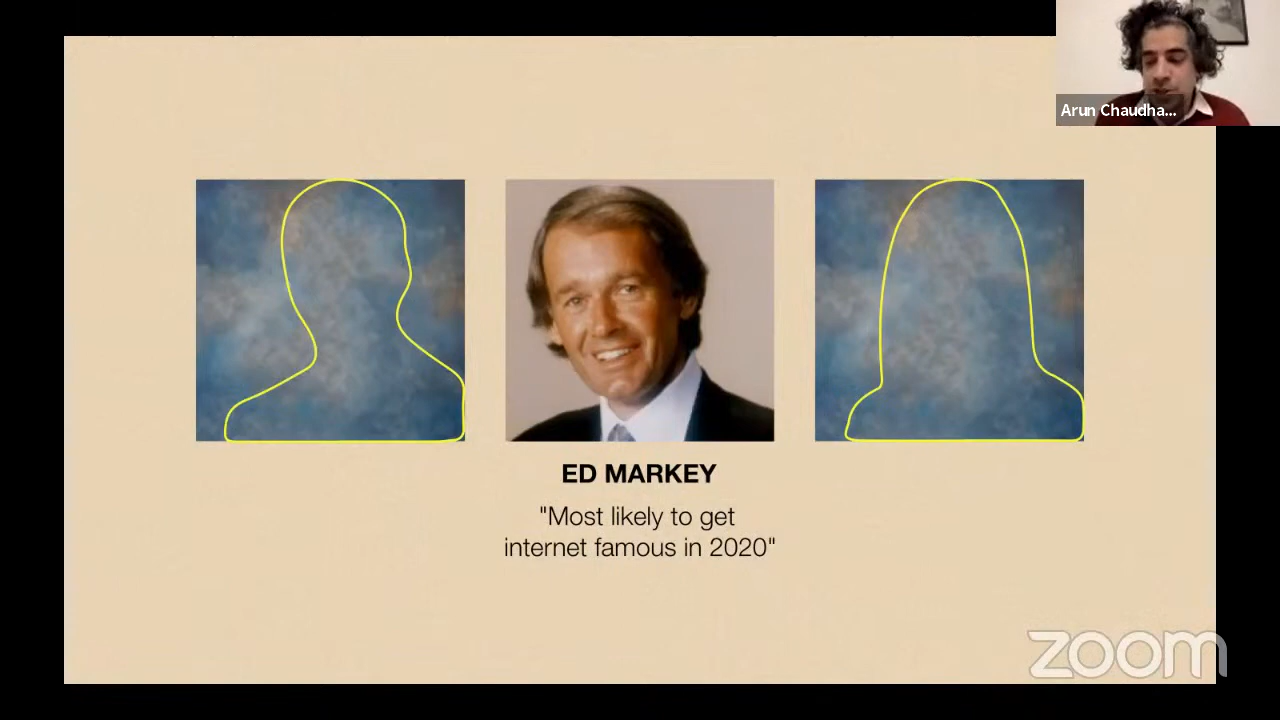 Arun Chaudha...
ED MARKEY
"Most likely to get
internet famous in 2020"
zoom